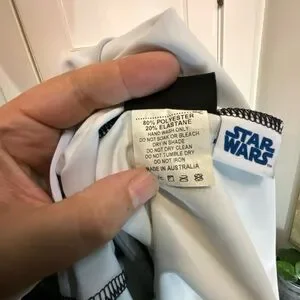 80% POLYESTER
20% ELASTANE
HAND WASH ONLY
DO NOT SOAK OR BLEACH
DRY IN SHADE
DO NOT DRY CLEAN
DO NOT TUMBLE DRY
DO NOT IRON
MADE IN AUSTRALIA
STAR
WARS